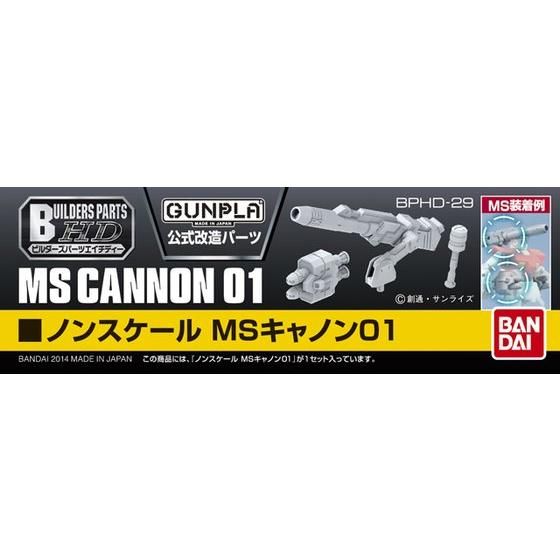 BUILDERS PARTS
HD
ビルダーズパーツエイチディー
GUNPLA
MADE IN JAPAN
公式改造パーツ
BPHD-29
MS装着例
MS CANNON 01
©創通・サンライズ
■ノンスケール MSキャノン01
BAN
DAI
BANDAI 2014 MADE IN JAPAN この商品には、「ノンスケール MSキャノン01」が1セット入っています。